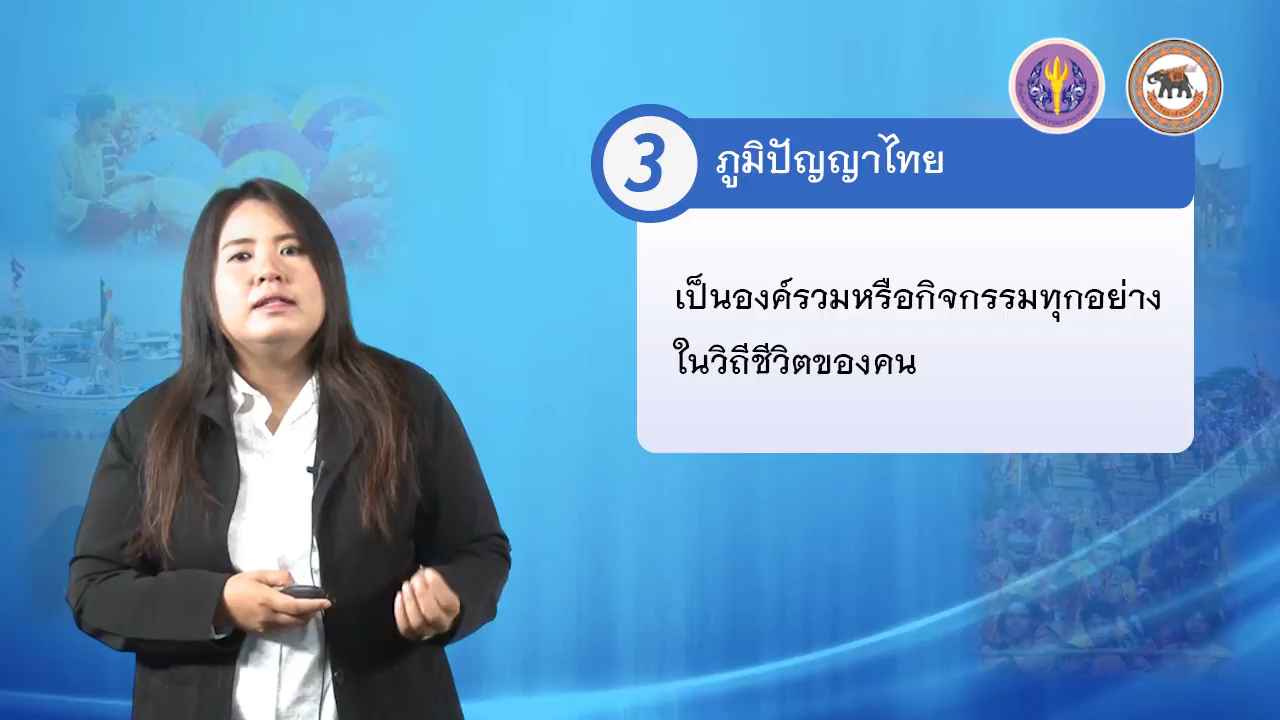 3 ภูมิปัญญาไทย
เป็นองค์รวมหรือกิจกรรมทุกอย่าง
ในวิถีชีวิตของคน